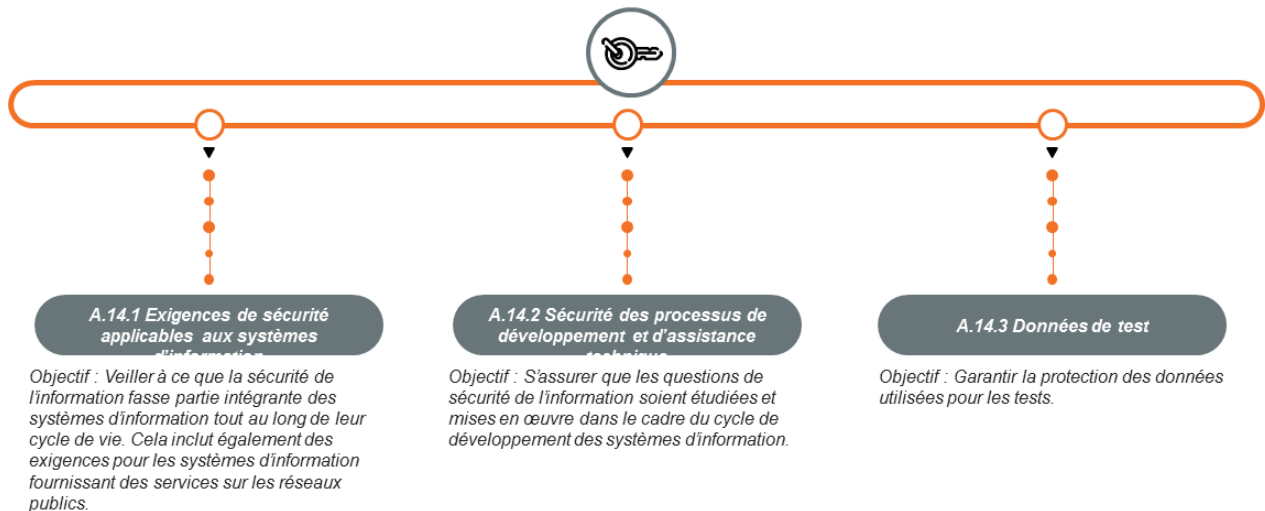 A.14.1 Exigences de sécurité
applicables aux systèmes
d'information
Objectif : Veiller à ce que la sécurité de
l'information fasse partie intégrante des
systèmes d'information tout au long de leur
cycle de vie. Cela inclut également des
exigences pour les systèmes d'information
fournissant des services sur les réseaux
publics.
A.14.2 Sécurité des processus de
développement et d'assistance
technique
Objectif : S'assurer que les questions de
sécurité de l'information soient étudiées et
mises en œuvre dans le cadre du cycle de
développement des systèmes d'information.
A.14.3 Données de test
Objectif : Garantir la protection des données
utilisées pour les tests.